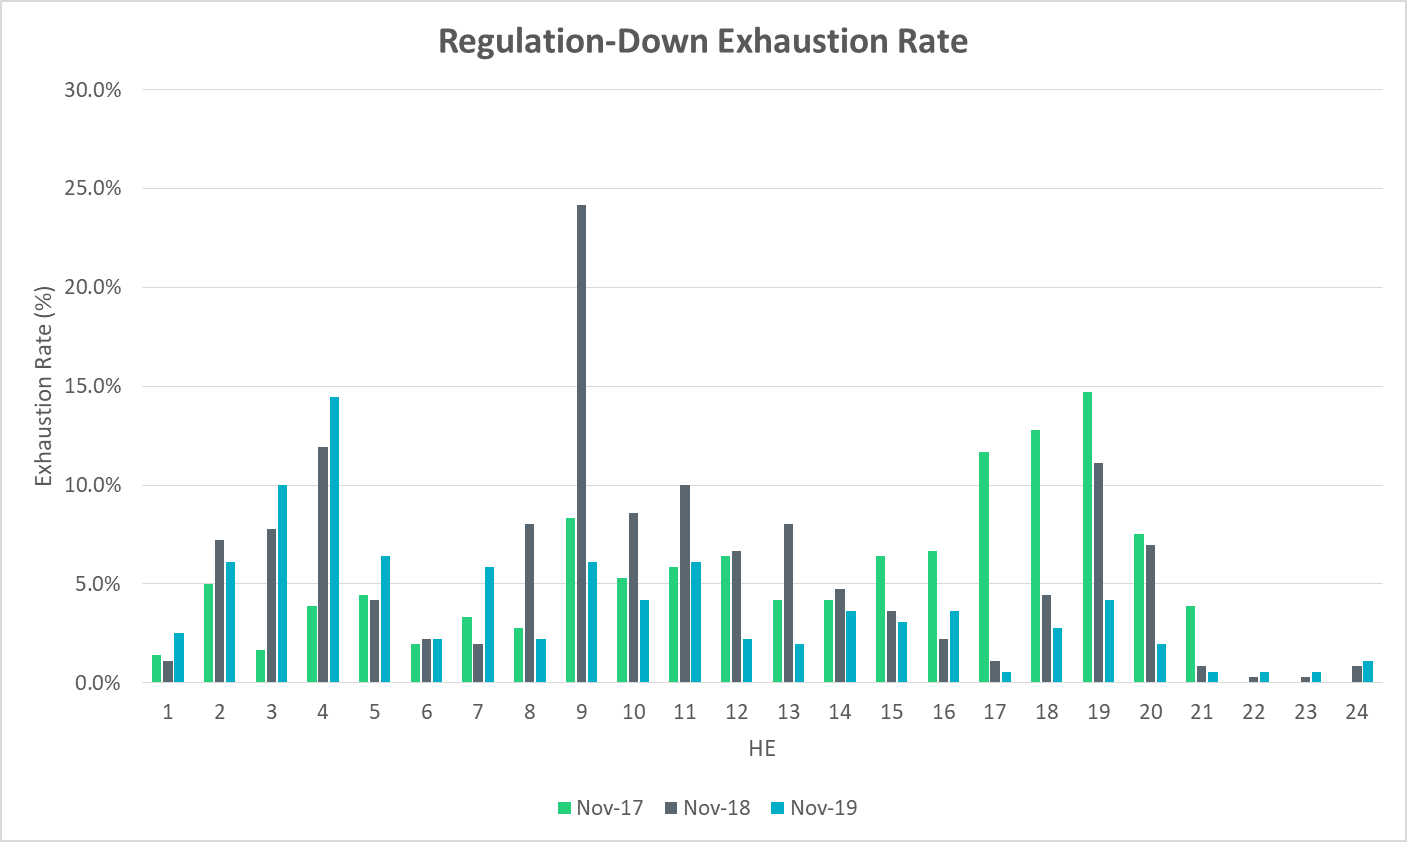 Regulation-Down Exhaustion Rate
30.0%
25.0%
20.0%
15.0%
10.0%
5.0%
0.0%
Exhaustion Rate (%)
1 2 3 4 5 6 7 8 9 10 11 12 13 14 15 16 17 18 19 20 21 22 23 24
HE
Nov-17 Nov-18 Nov-19